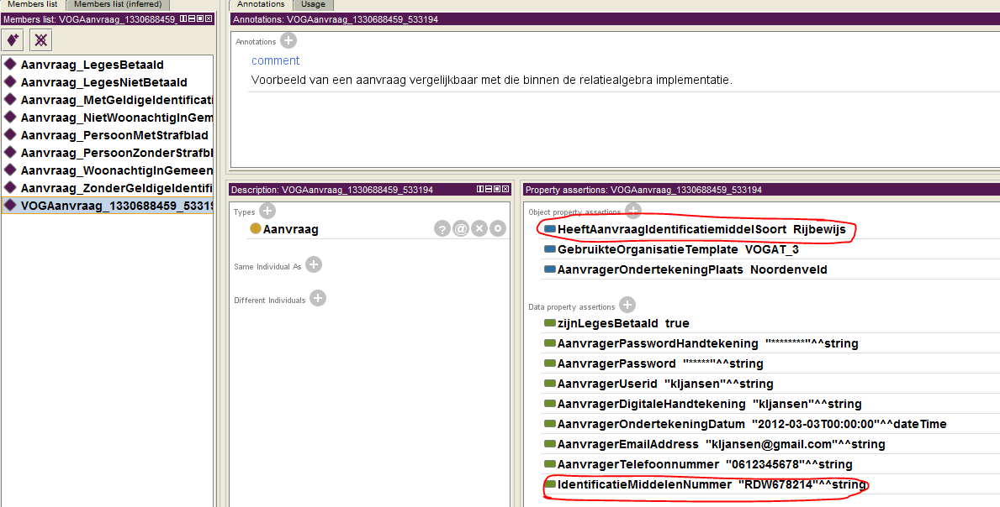 Members list Members list (inferred)
Members list: VOGAanvraag_1330688459_
Aanvraag_LegesBetaald
Aanvraag_LegesNietBetaald
Aanvraag_MetGeldigeIdentificati
Aanvraag_NietWoonachtigInGem
Aanvraag_PersoonMetStrafblad
Aanvraag_PersoonZonderStrafbl
Aanvraag_WoonachtigInGemeen
Aanvraag_ZonderGeldigeIdentifi
VOGAanvraag_1330688459_53319
Annotations Usage
Annotations: VOGAanvraag_1330688459_533194
Annotations
comment
Voorbeeld van een aanvraag vergelijkbaar met die binnen de relatiealgebra implementatie.
Description: VOGAanvraag_1330688459_533194
Types
Aanvraag
Same Individual As
Different Individuals
Property assertions: VOGAanvraag_1330688459_533194
Object property assertions
HeeftAanvraagIdentificatiemiddelSoort Rijbewijs
GebruikteOrganisatieTemplate VOGAT_3
AanvragerOndertekeningPlaats Noordenveld
Data property assertions
zijnLegesBetaald true
AanvragerPasswordHandtekening "********"^^string
AanvragerPassword "*****"^^string
AanvragerUserid "kljansen"^^string
AanvragerDigitaleHandtekening "kljansen"^^string
AanvragerOndertekeningDatum "2012-03-03T00:00:00"^^dateTime
AanvragerEmailAddress "kljansen@gmail.com"^^string
AanvragerTelefoonnummer "0612345678"^^string
IdentificatieMiddelenNummer "RDW678214"^^string